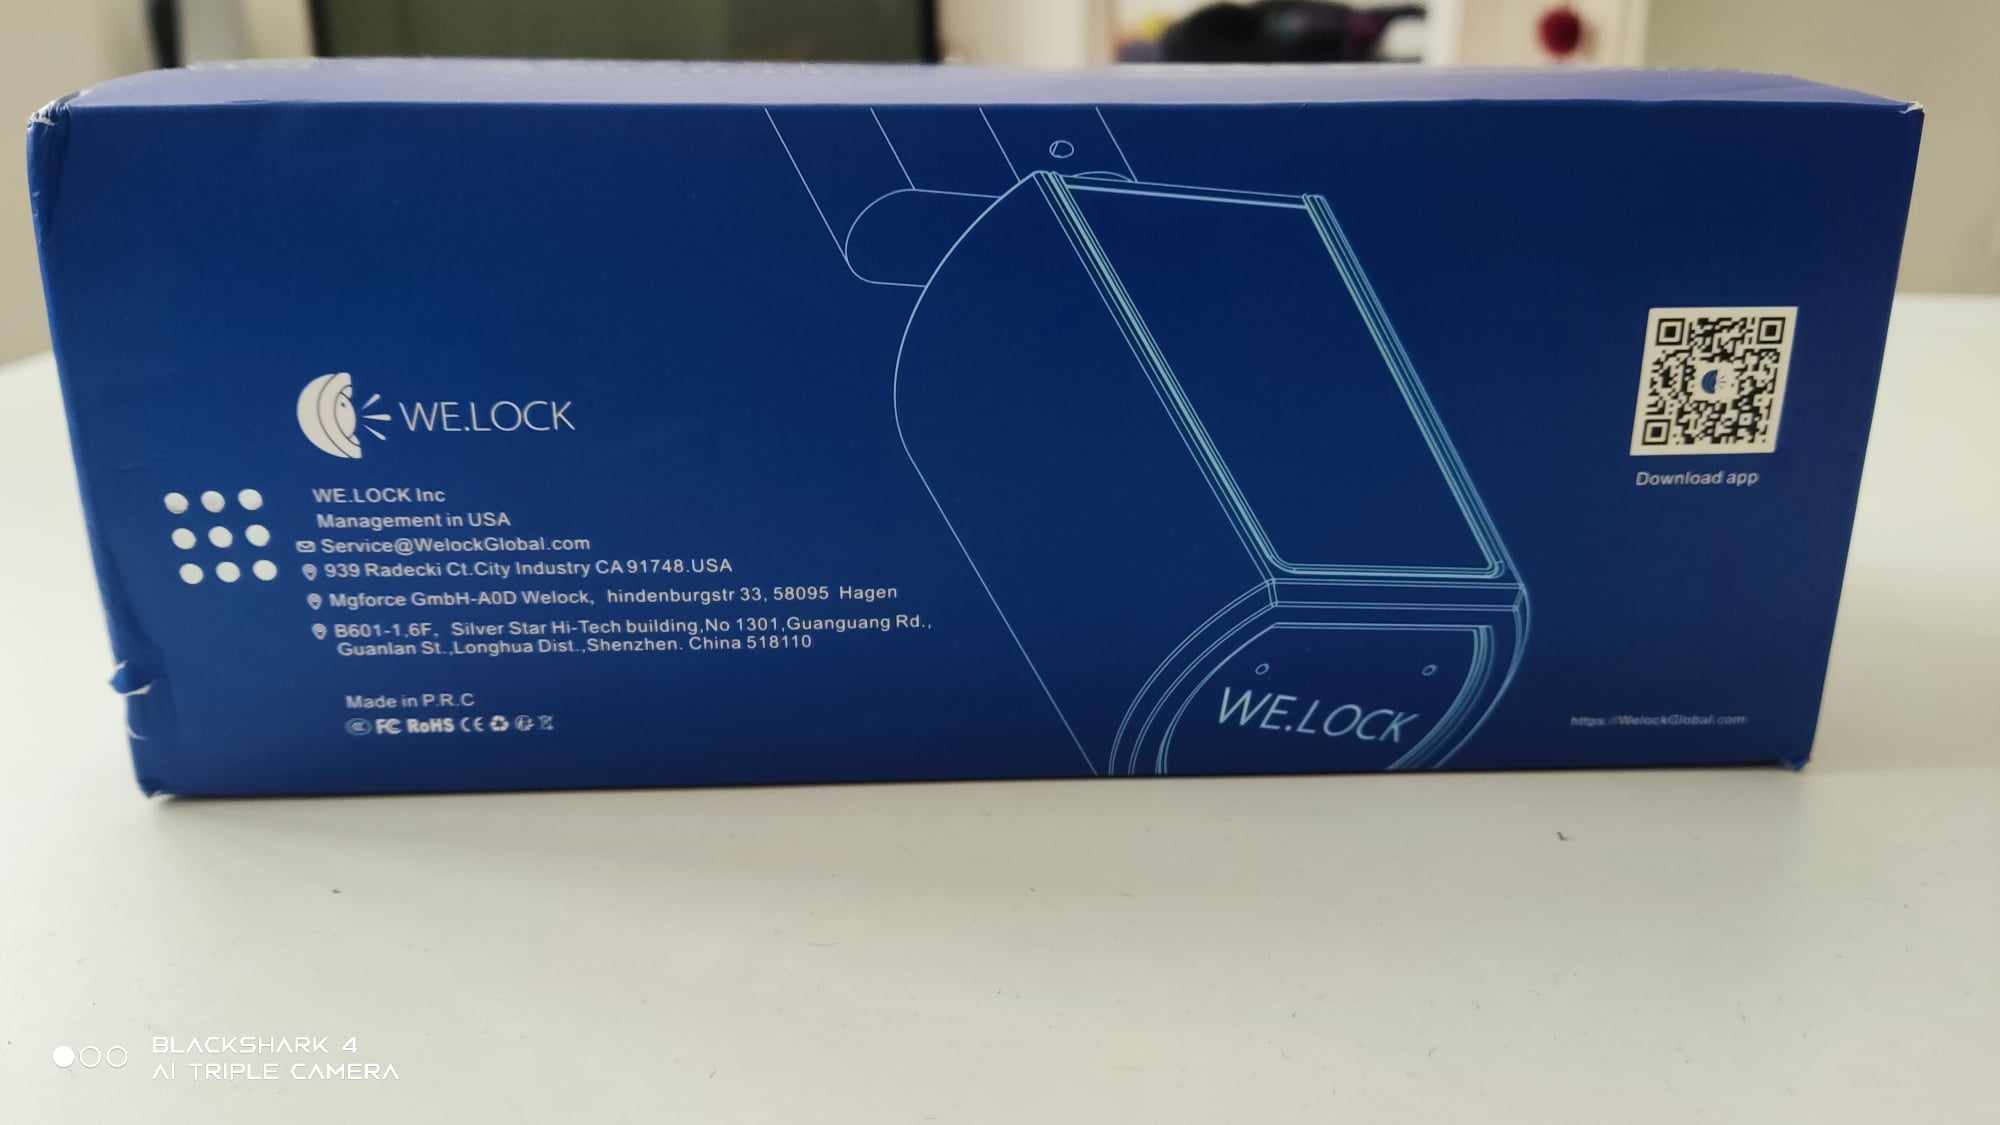 WE.LOCK
WE.LOCK Inc
Management in USA
Service@WelockGlobal.com
939 Radecki Ct.City Industry CA 91748.USA
Mgforce GmbH-A0D Welock, hindenburgstr 33, 58095 Hagen
B601-1,6F, Silver Star Hi-Tech building,No 1301,Guanguang Rd.,
Guanlan St.,Longhua Dist.,Shenzhen. China 518110
Made in P.R.C
FC RoHS CE
WE.LOCK
Download app
https://WelockGlobal.com
BLACKSHARK 4
AI TRIPLE CAMERA